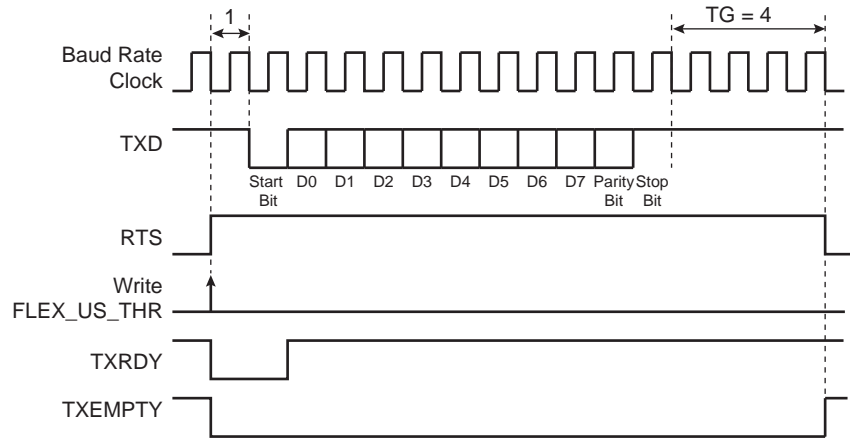 1
TG = 4
Baud Rate
Clock
TXD
Start D0 D1 D2 D3 D4 D5 D6 D7 Parity Stop
Bit Bit Bit
RTS
Write
FLEX_US_THR
TXRDY
TXEMPTY